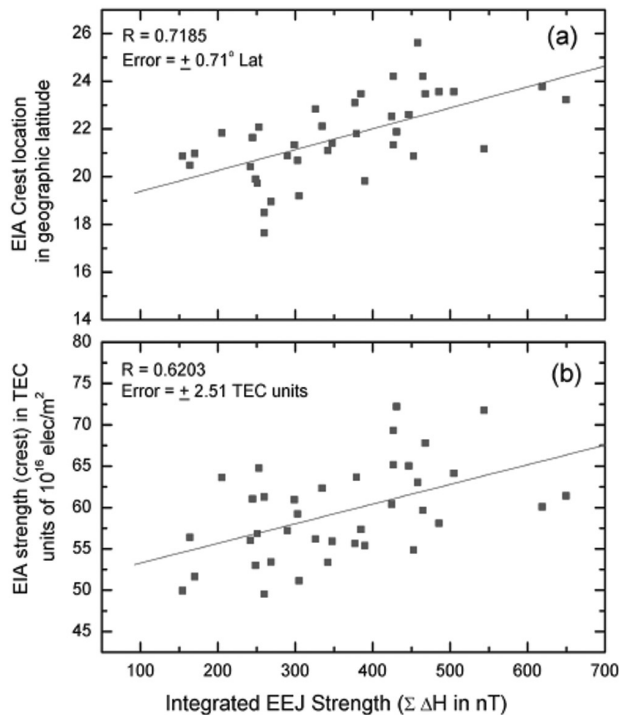 (a)
R = 0.7185
Error = ± 0.71° Lat
EIA Crest location
in geographic latitude
26
24
22
20
18
16
14
(b)
R = 0.6203
Error = ± 2.51 TEC units
EIA strength (crest) in TEC
units of 10¹⁶ elec/m²
80
75
70
65
60
55
50
45
100 200 300 400 500 600 700
Integrated EEJ Strength (Σ ΔH in nT)